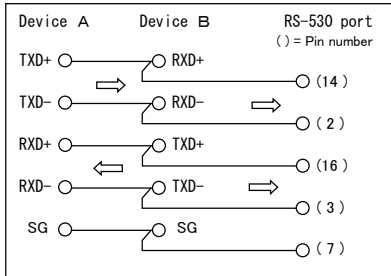 Device A Device B RS-530 port
( ) = Pin number
TXD+ RXD+
(14)
TXD- RXD-
( 2 )
RXD+ TXD+
(16)
RXD- TXD-
( 3 )
SG SG
( 7 )